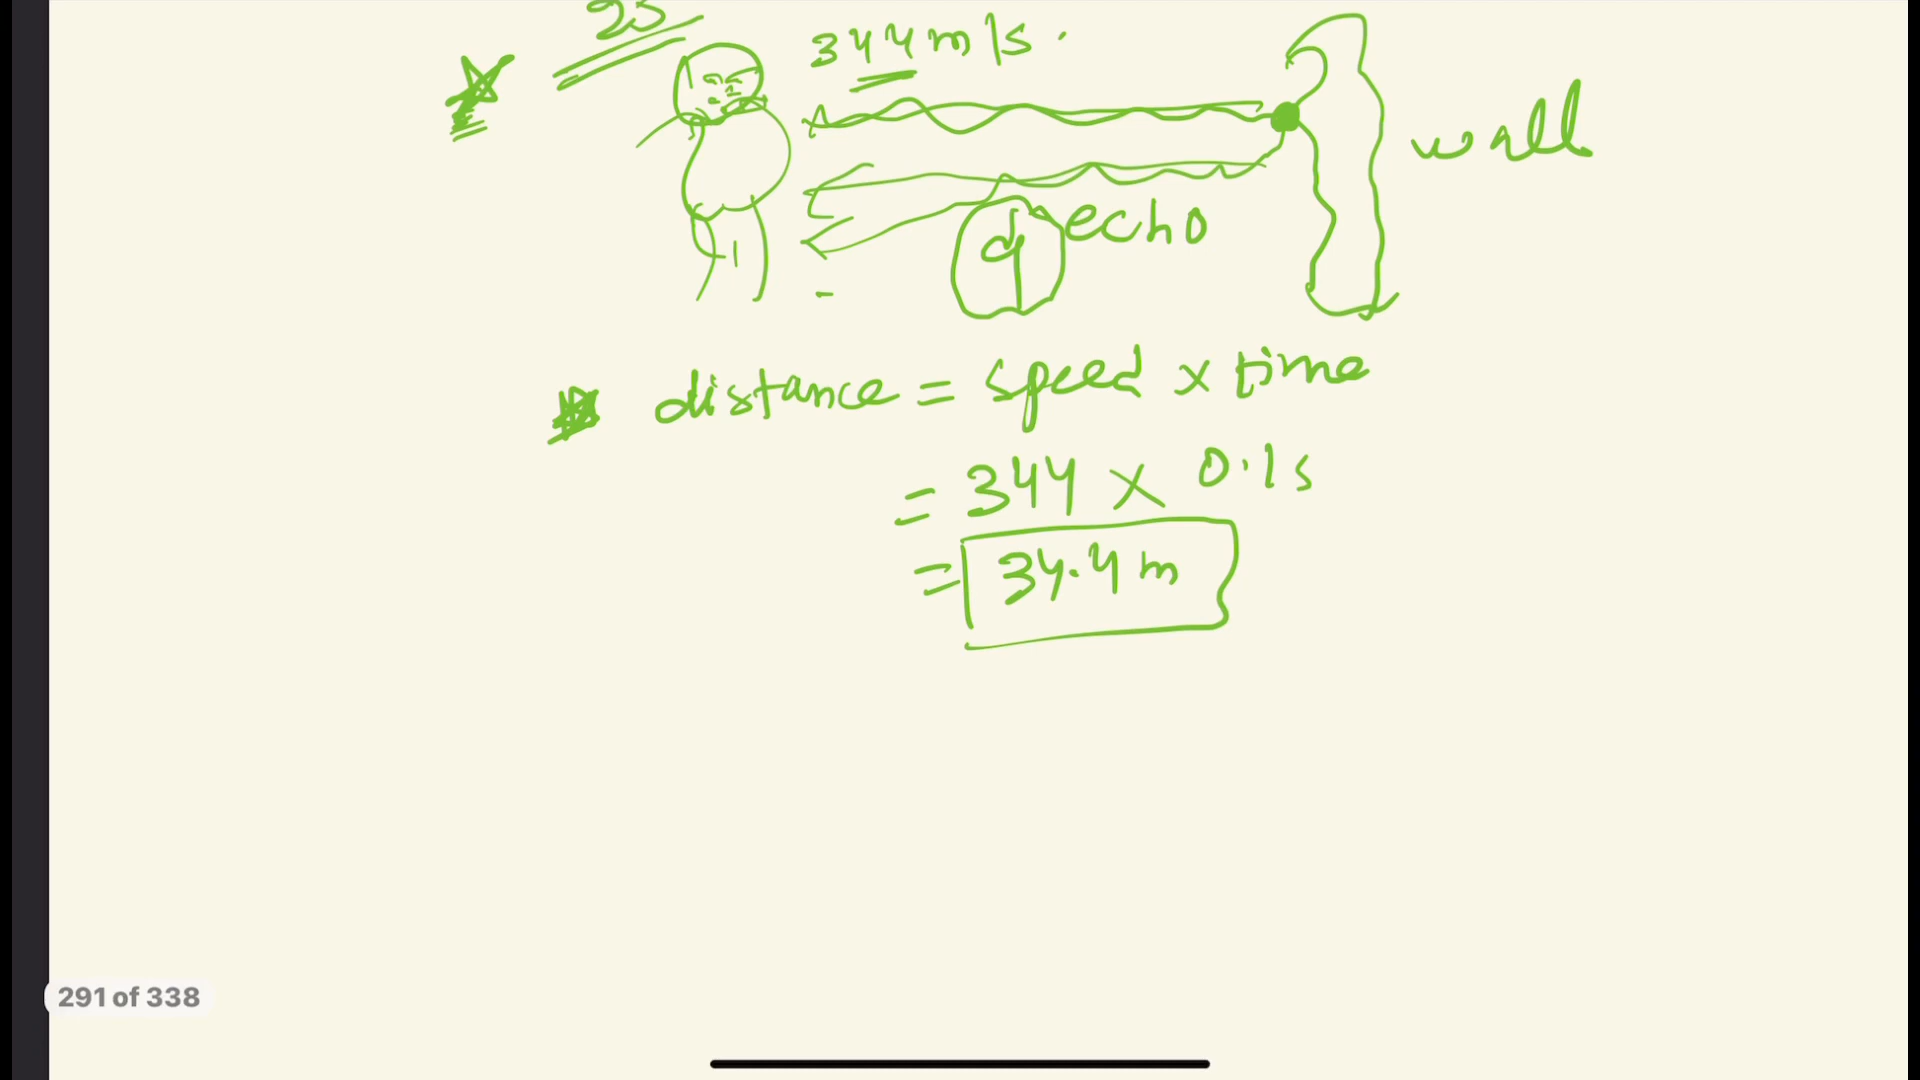 344 m/s.
wall
echo
distance = speed x time
= 344 x 0.1s
= 34.4 m
291 of 338